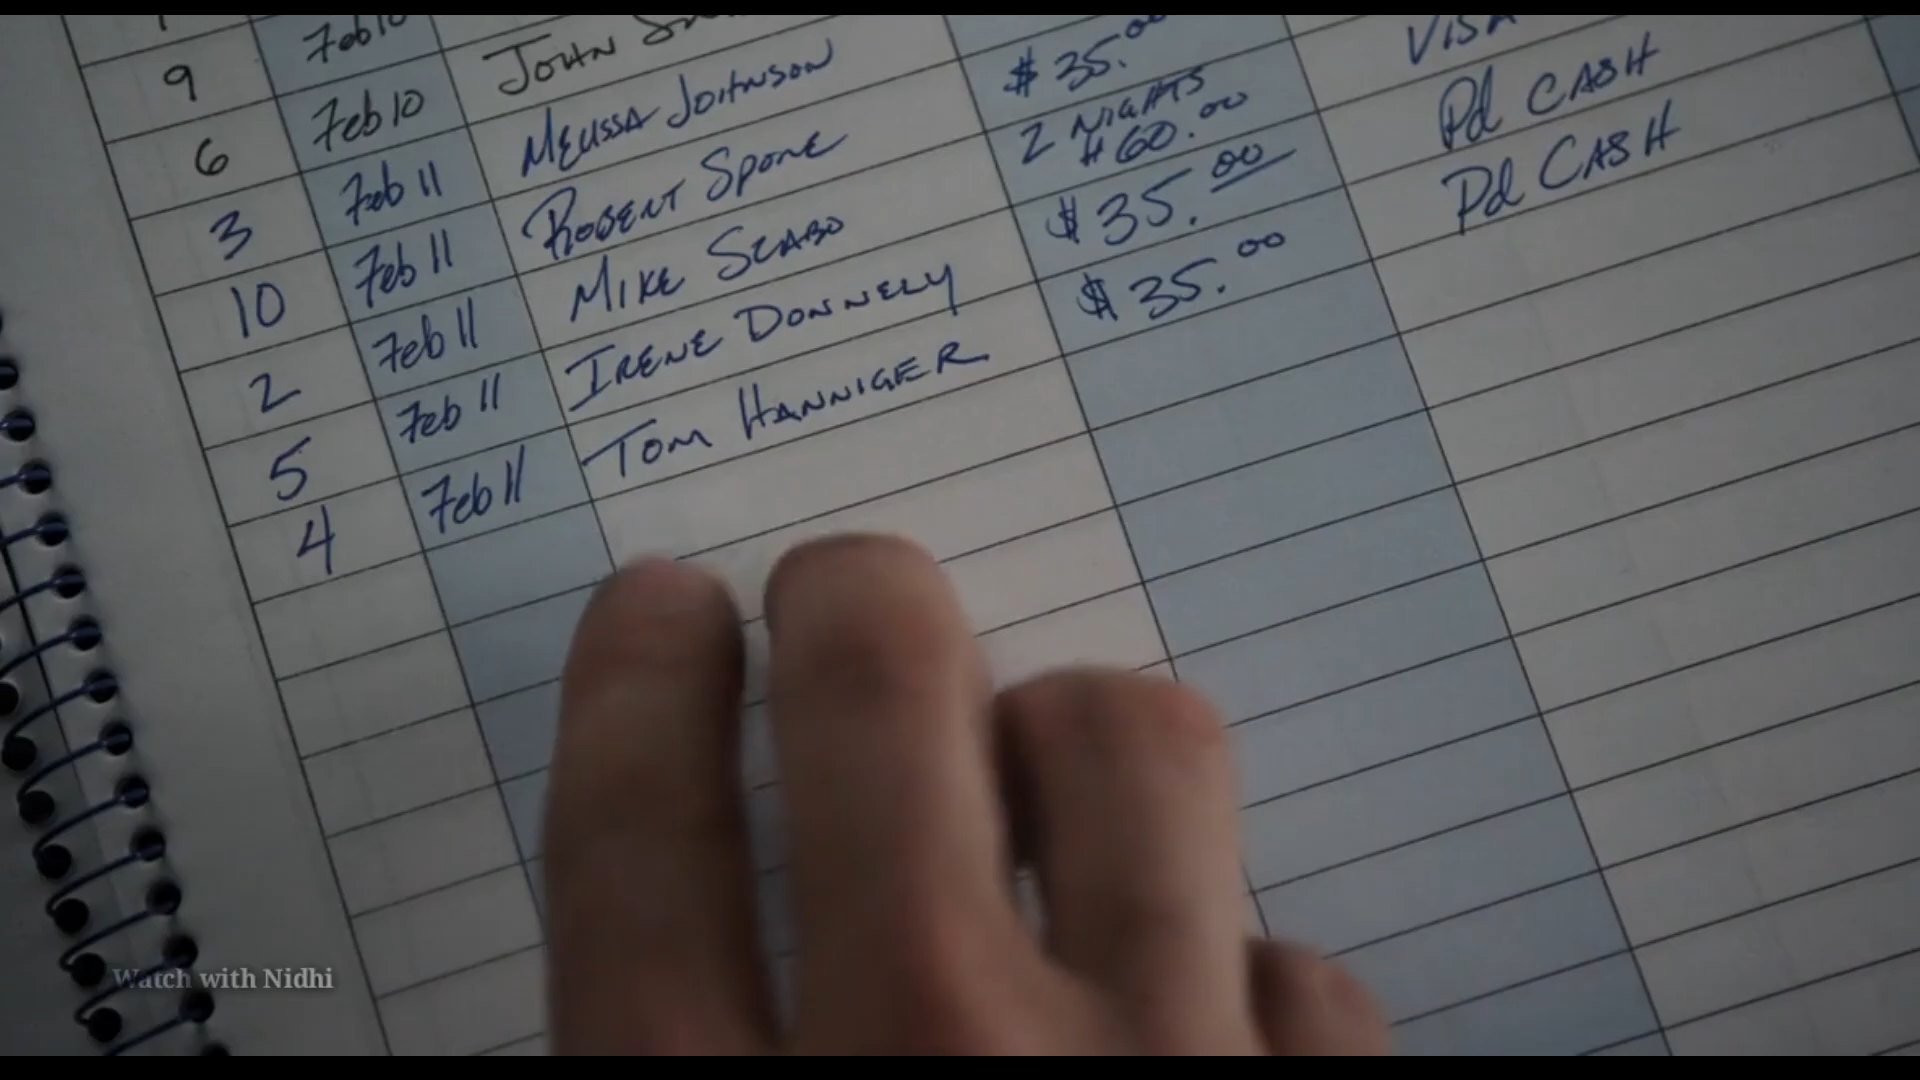 Feb 10
9
6 Feb 10 JOHN
3 Feb 11 MELISSA JOHNSON
10 Feb 11 ROBERT SPORE $35.00
2 Feb 11 MIKE SZABO 2 NIGHTS $60.00 VISA
5 Feb 11 IRENE DONNELY $35.00 Pd CASH
4 Feb 11 TOM HANNIGER $35.00 Pd CASH
Watch with Nidhi